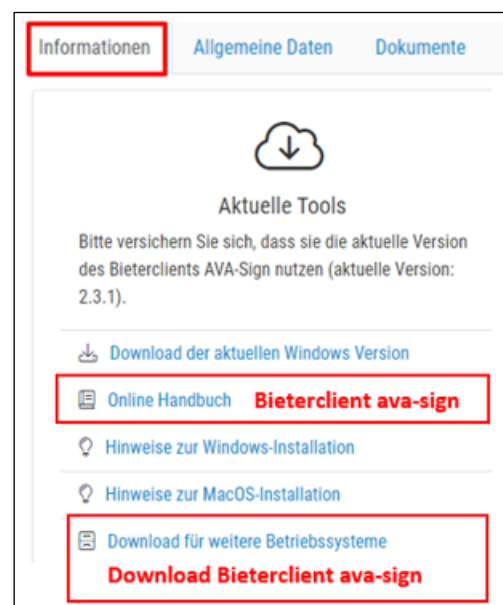 Informationen Allgemeine Daten Dokumente
Aktuelle Tools
Bitte versichern Sie sich, dass sie die aktuelle Version
des Bieterclients AVA-Sign nutzen (aktuelle Version:
2.3.1).
Download der aktuellen Windows Version
Online Handbuch Bieterclient ava-sign
Hinweise zur Windows-Installation
Hinweise zur MacOS-Installation
Download für weitere Betriebssysteme
Download Bieterclient ava-sign